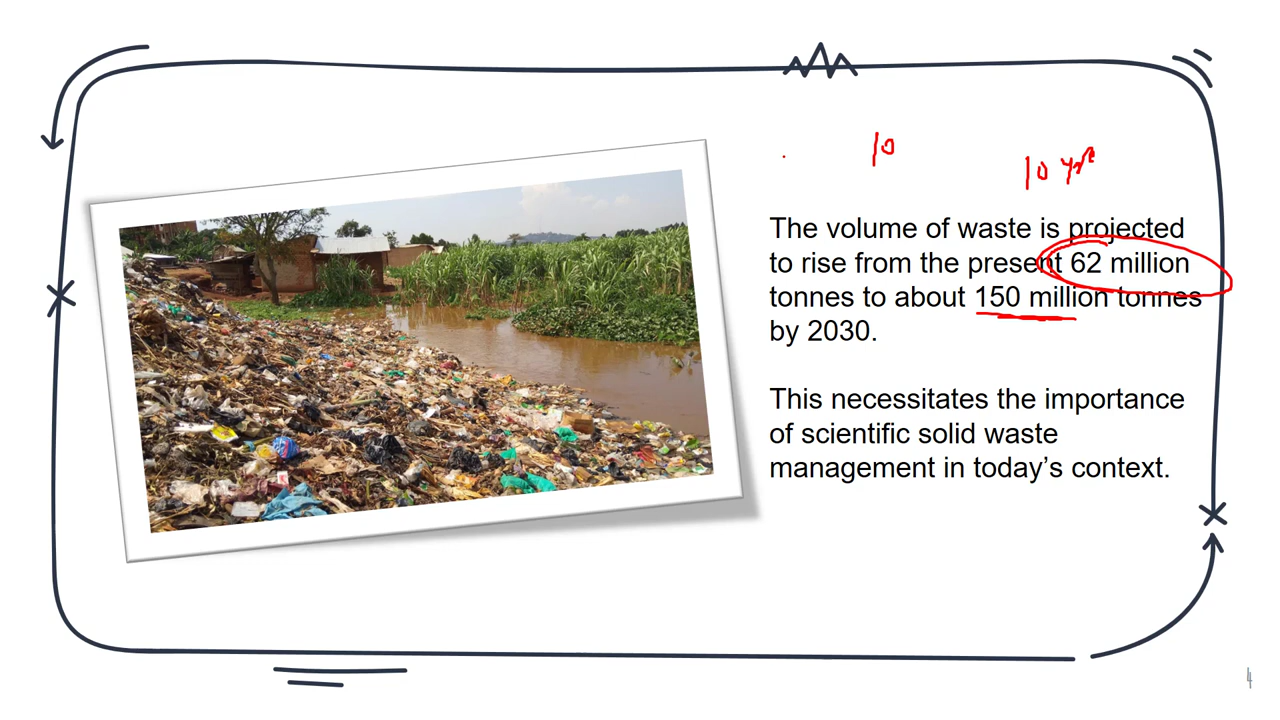 10
10 yrs
The volume of waste is projected
to rise from the present 62 million
tonnes to about 150 million tonnes
by 2030.
This necessitates the importance
of scientific solid waste
management in today's context.
4